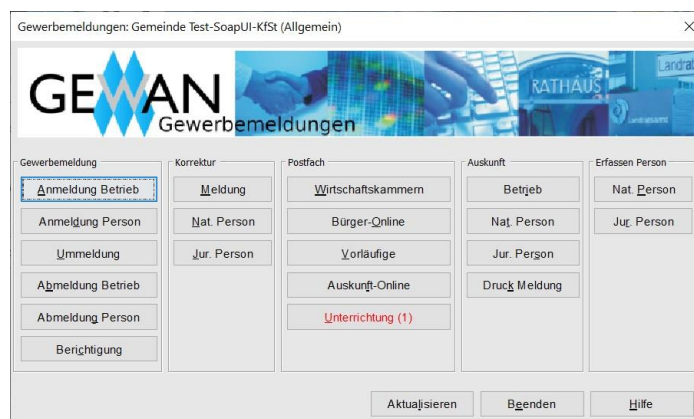 Gewerbemeldungen: Gemeinde Test-SoapUI-KfSt (Allgemein)
GEWAN
Gewerbemeldungen
RATHAUS
Landrat
Landratsamt
Gewerbemeldung
Anmeldung Betrieb
Anmeldung Person
Ummeldung
Abmeldung Betrieb
Abmeldung Person
Berichtigung
Korrektur
Meldung
Nat. Person
Jur. Person
Postfach
Wirtschaftskammern
Bürger-Online
Vorläufige
Auskunft-Online
Unterrichtung (1)
Auskunft
Betrieb
Nat. Person
Jur. Person
Druck Meldung
Erfassen Person
Nat. Person
Jur. Person
Aktualisieren
Beenden
Hilfe